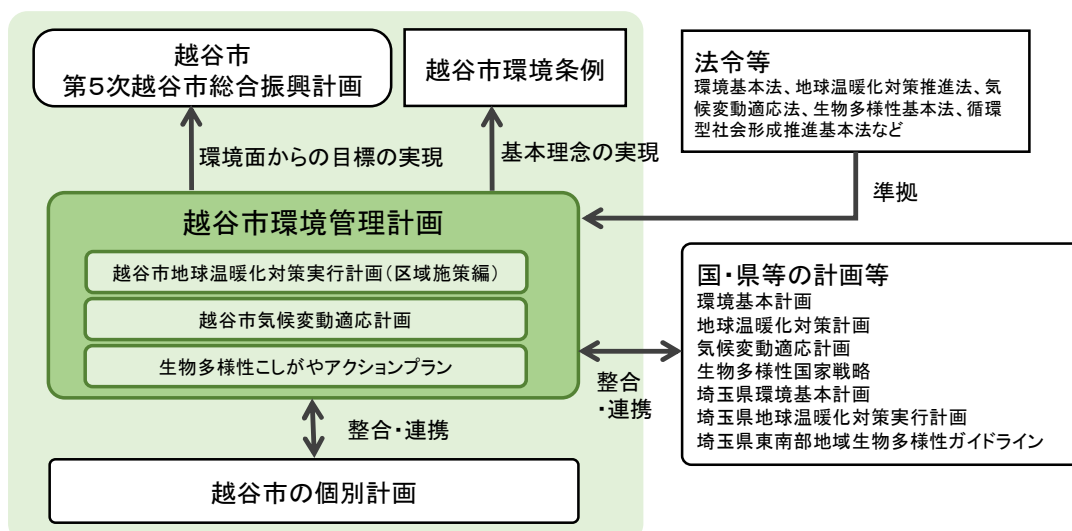 越谷市
第5次越谷市総合振興計画
越谷市環境条例
法令等
環境基本法、地球温暖化対策推進法、気
候変動適応法、生物多様性基本法、循環
型社会形成推進基本法など
環境面からの目標の実現
基本理念の実現
準拠
越谷市環境管理計画
越谷市地球温暖化対策実行計画(区域施策編)
越谷市気候変動適応計画
生物多様性こしがやアクションプラン
国・県等の計画等
環境基本計画
地球温暖化対策計画
気候変動適応計画
生物多様性国家戦略
埼玉県環境基本計画
埼玉県地球温暖化対策実行計画
埼玉県東南部地域生物多様性ガイドライン
整合
・連携
整合・連携
越谷市の個別計画